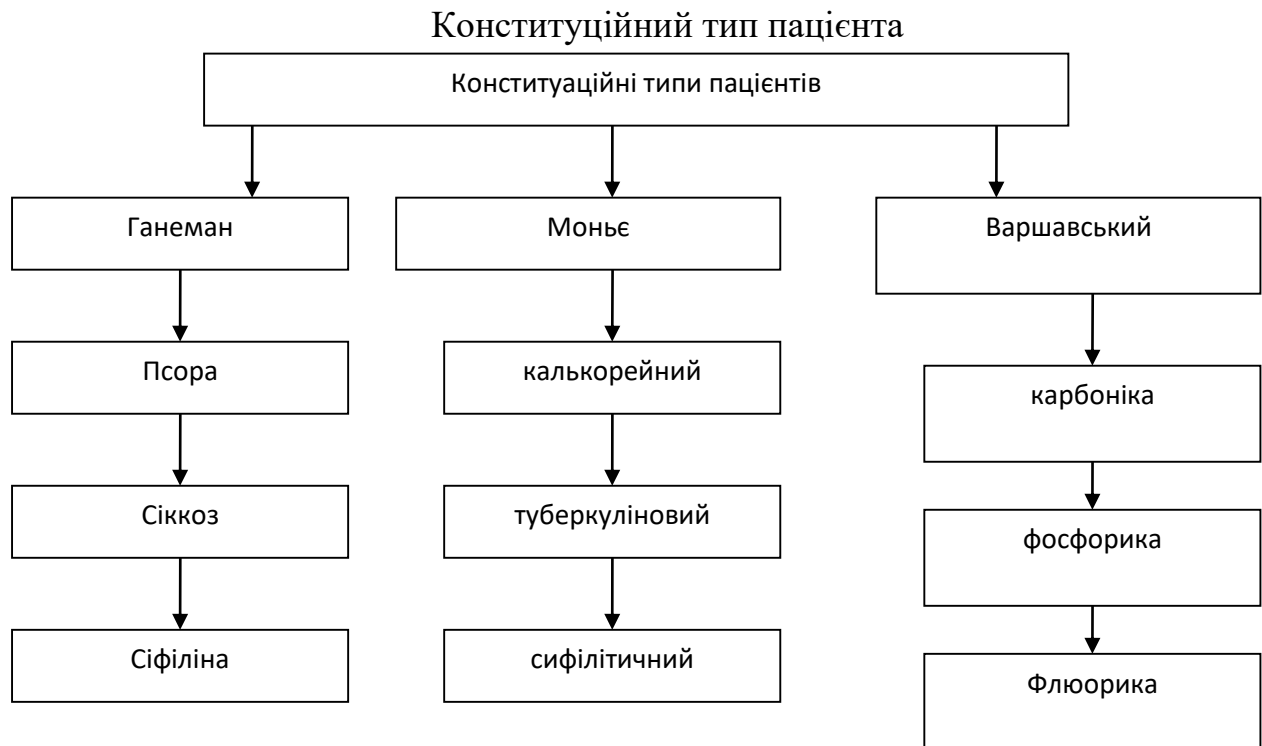 Конституційний тип пацієнта
Конституаційні типи пацієнтів
Ганеман
Моньє
Варшавський
Псора
калькорейний
карбоніка
Сіккоз
туберкуліновий
фосфорика
Сіфіліна
сифілітичний
Флюорика